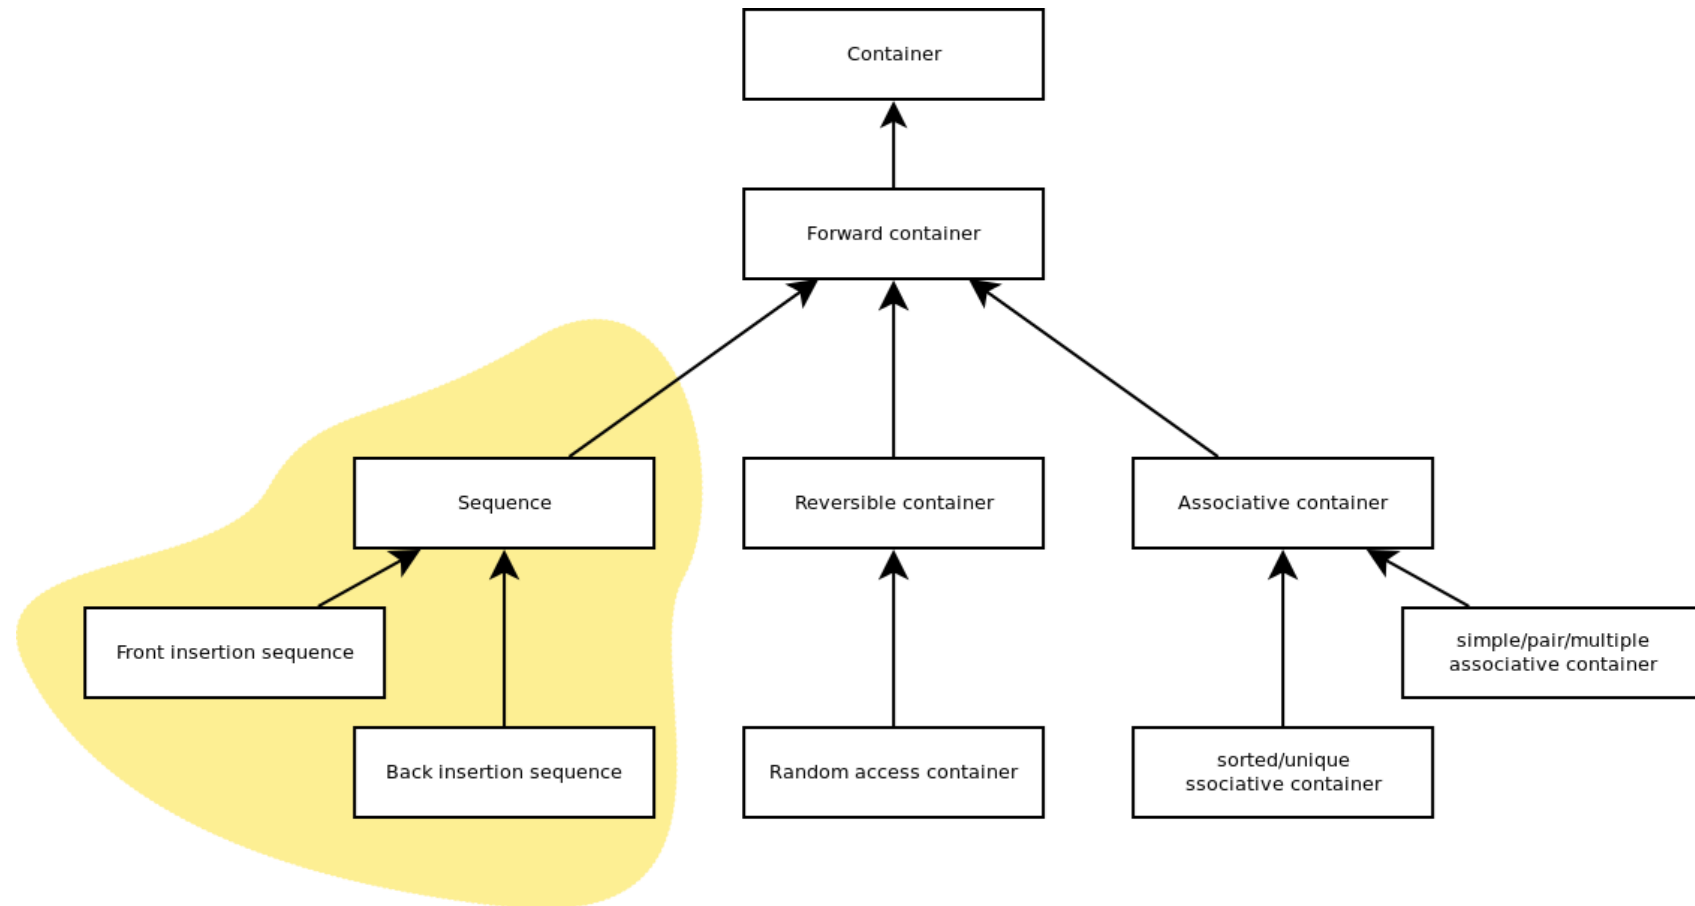 Container
Forward container
Sequence
Reversible container
Associative container
Front insertion sequence
simple/pair/multiple
associative container
Back insertion sequence
Random access container
sorted/unique
ssociative container